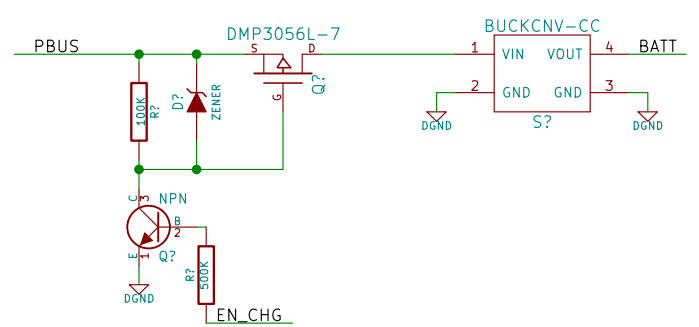 DMP3056L-7
BUCKCNV-CC
PBUS
S
D
1
VIN
VOUT
4
BATT
G
Q?
2
GND
GND
3
100K
R?
D?
ZENER
DGND
DGND
S?
C
3
NPN
B
2
E
1
Q?
R?
500K
DGND
EN_CHG